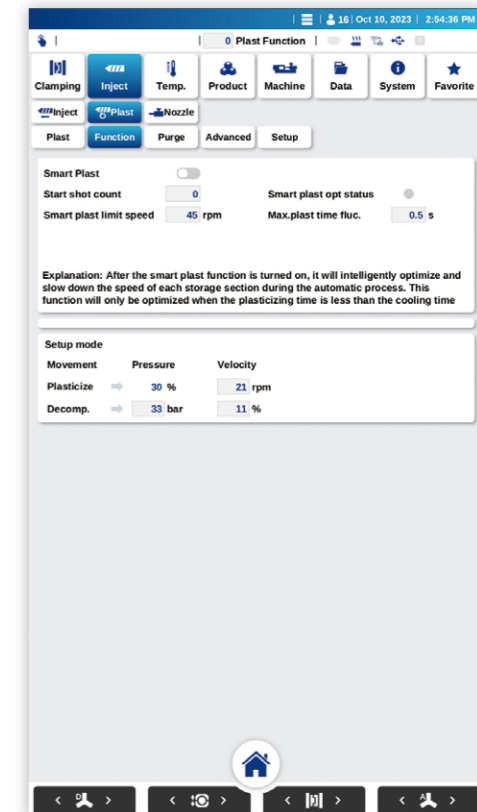 16 | Oct 10, 2023 | 2:54:36 PM
0 Plast Function
Clamping Inject Temp. Product Machine Data System Favorite
Inject Plast Nozzle
Plast Function Purge Advanced Setup
Smart Plast
Start shot count 0 Smart plast opt status
Smart plast limit speed 45 rpm Max.plast time fluc. 0.5 s
Explanation: After the smart plast function is turned on, it will intelligently optimize and
slow down the speed of each storage section during the automatic process. This
function will only be optimized when the plasticizing time is less than the cooling time
Setup mode
Movement Pressure Velocity
Plasticize 30 % 21 rpm
Decomp. 33 bar 11 %
D A